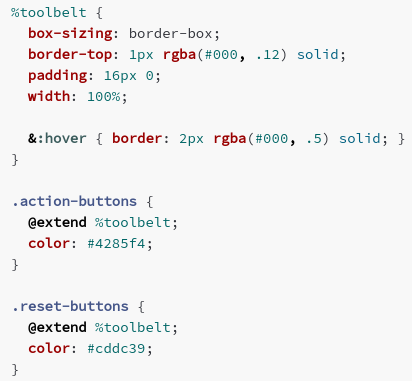 %toolbelt {
  box-sizing: border-box;
  border-top: 1px rgba(#000, .12) solid;
  padding: 16px 0;
  width: 100%;

  &:hover { border: 2px rgba(#000, .5) solid; }
}

.action-buttons {
  @extend %toolbelt;
  color: #4285f4;
}

.reset-buttons {
  @extend %toolbelt;
  color: #cddc39;
}